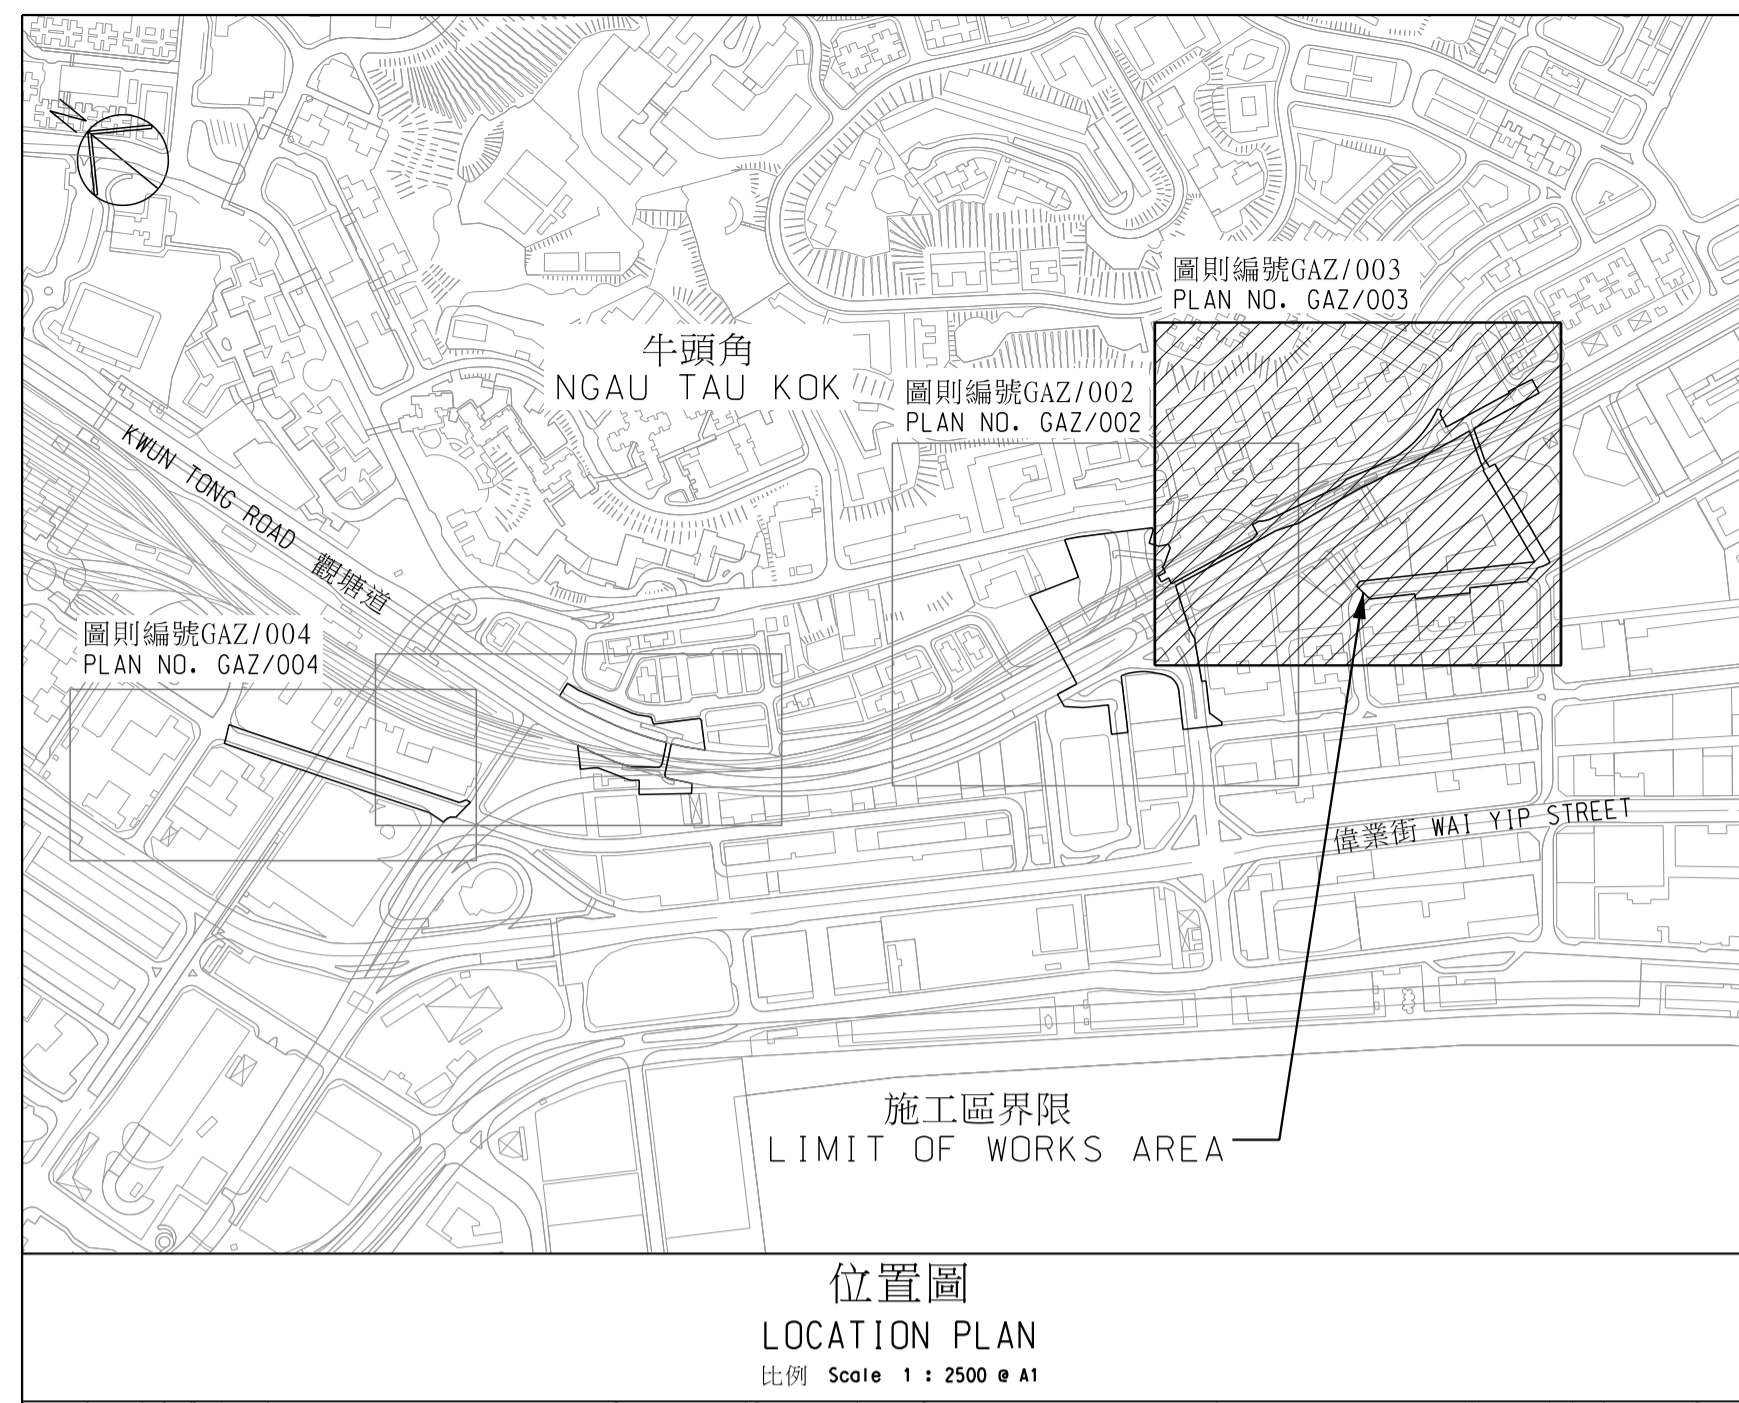 圖則編號GAZ/003
PLAN NO. GAZ/003
牛頭角
NGAU TAU KOK
圖則編號GAZ/002
PLAN NO. GAZ/002
KWUN TONG ROAD 觀塘道
圖則編號GAZ/004
PLAN NO. GAZ/004
偉業街 WAI YIP STREET
施工區界限
LIMIT OF WORKS AREA
位置圖
LOCATION PLAN
比例 Scale 1 : 2500 @ A1